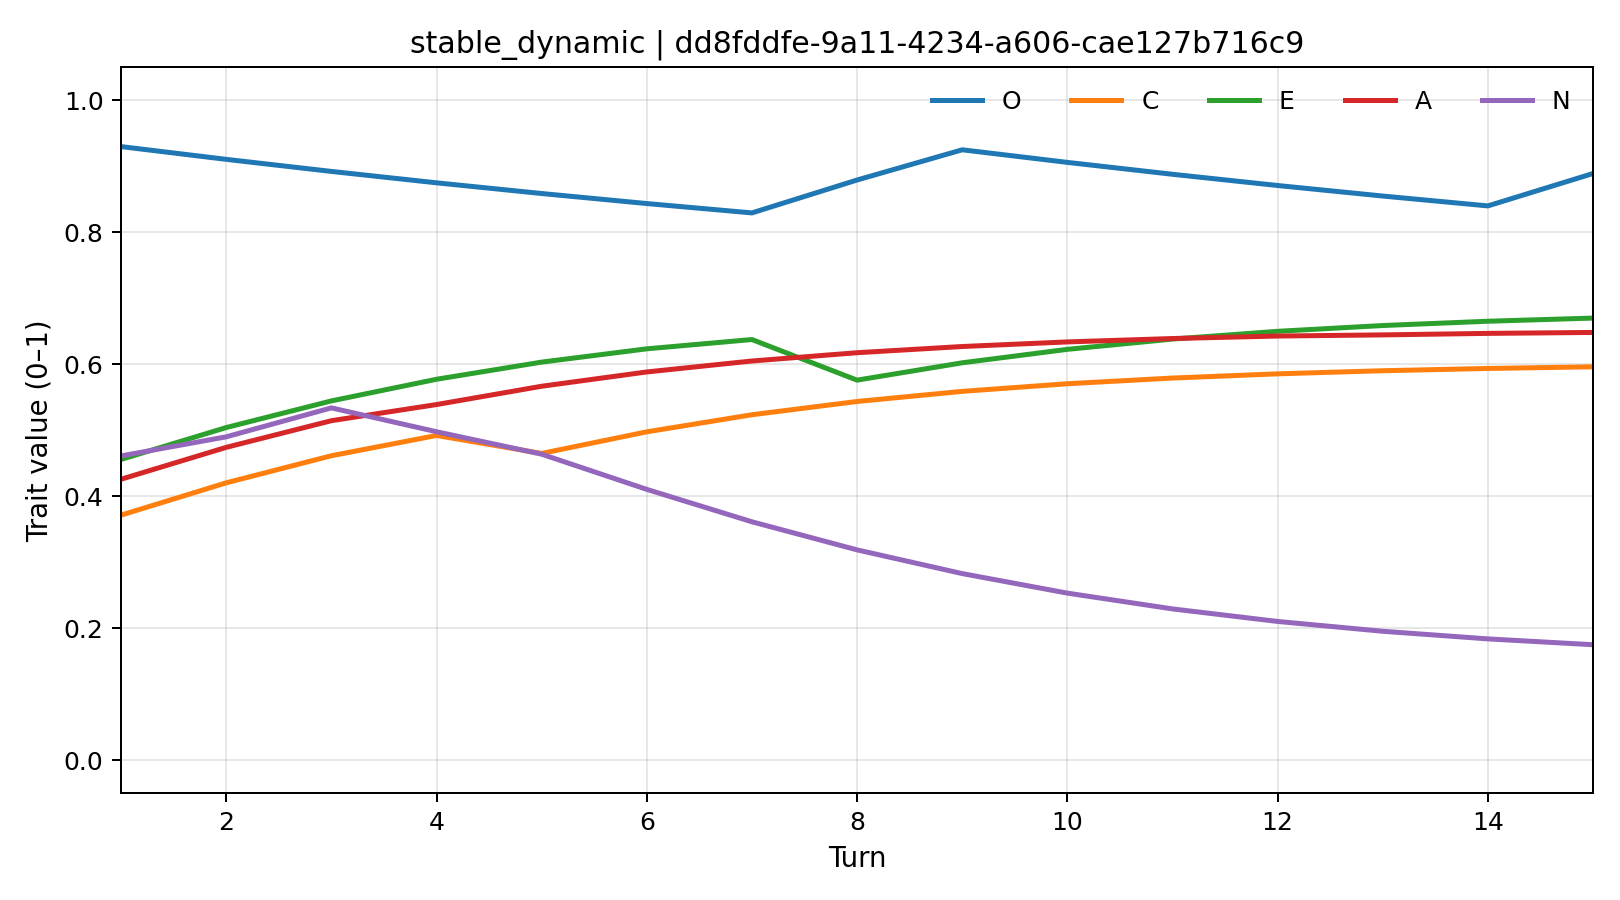 stable_dynamic | dd8fddfe-9a11-4234-a606-cae127b716c9
O C E A N
1.0
0.8
0.6
0.4
0.2
0.0
Trait value (0–1)
2 4 6 8 10 12 14
Turn